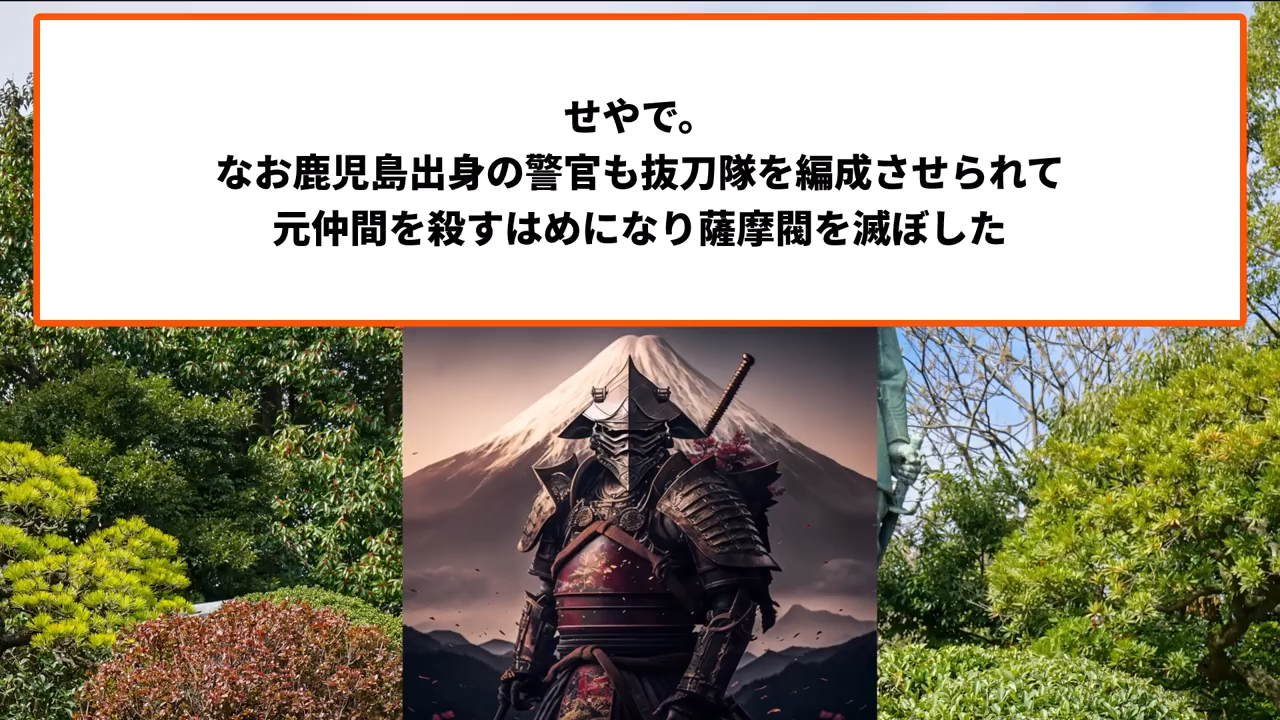 せやで。
なお鹿児島出身の警官も抜刀隊を編成させられて
元仲間を殺すはめになり薩摩閥を滅ぼした